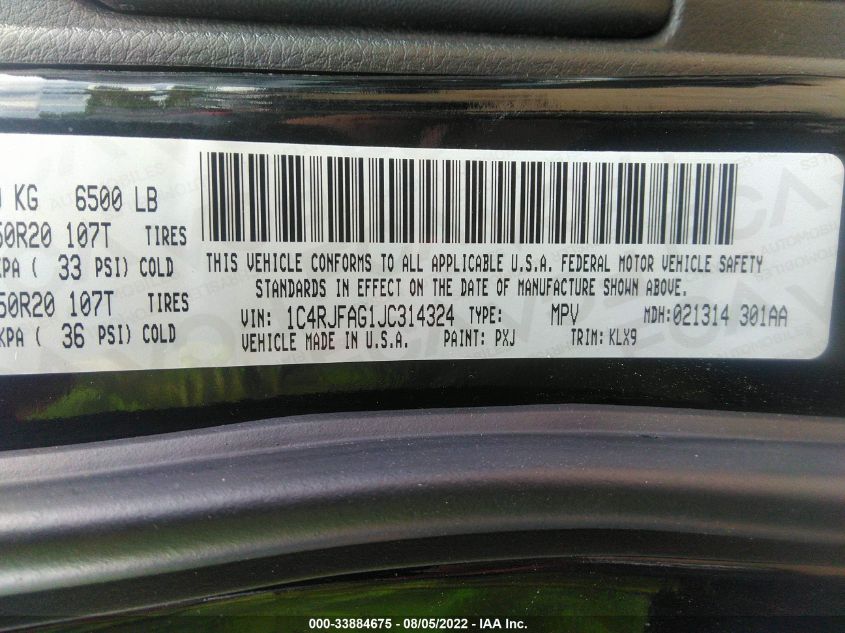 KG 6500 LB
50R20 107T TIRES
KPA ( 33 PSI) COLD
50R20 107T TIRES
KPA ( 36 PSI) COLD
THIS VEHICLE CONFORMS TO ALL APPLICABLE U.S.A. FEDERAL MOTOR VEHICLE SAFETY
STANDARDS IN EFFECT ON THE DATE OF MANUFACTURE SHOWN ABOVE.
VIN: 1C4RJFAG1JC314324 TYPE: MPV MDH:021314 301AA
VEHICLE MADE IN U.S.A. PAINT: PXJ TRIM: KLX9
000-33884675 - 08/05/2022 - IAA Inc.